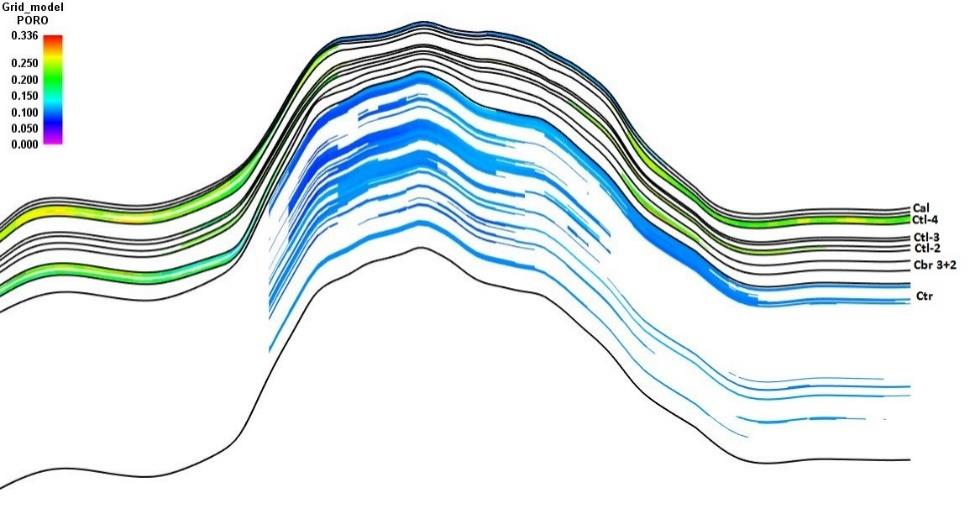 Grid_model
PORO
0.336
0.250
0.200
0.150
0.100
0.050
0.000
Cal
Ctl-4
Ctl-3
Ctl-2
Cbr 3+2
Ctr